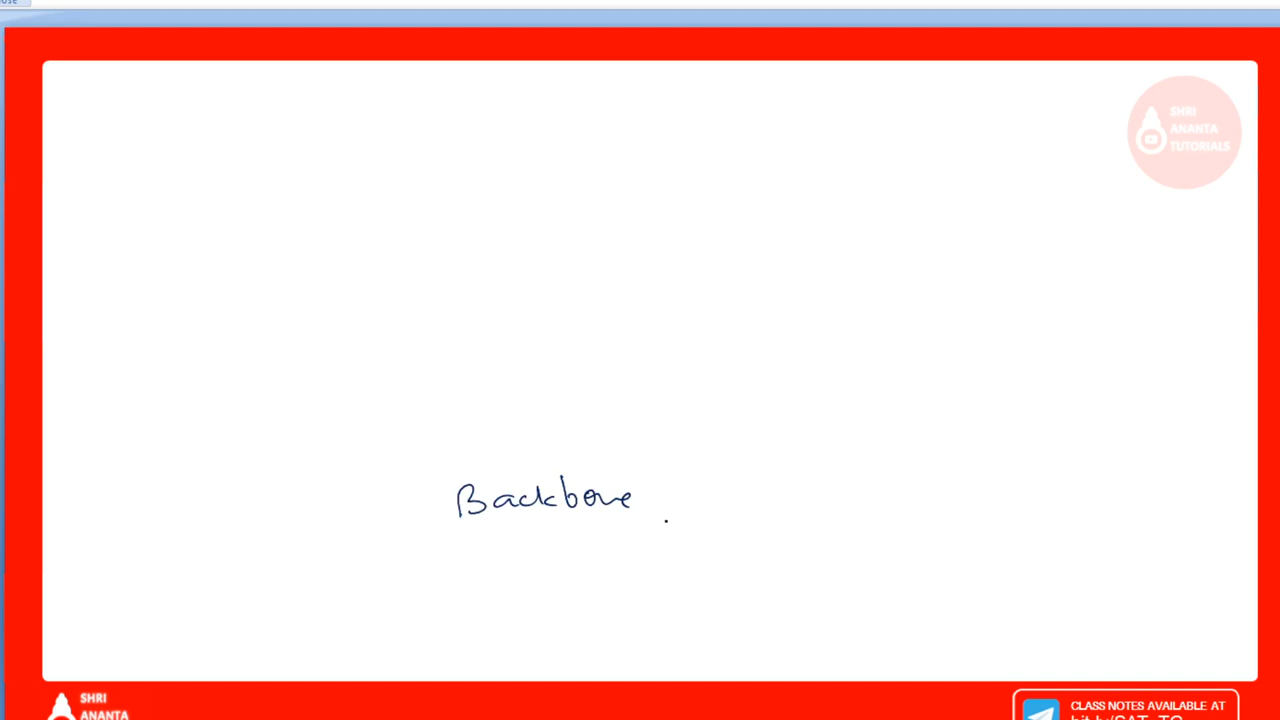 SHRI
ANANTA
TUTORIALS
Backbone
SHRI
ANANTA
CLASS NOTES AVAILABLE AT